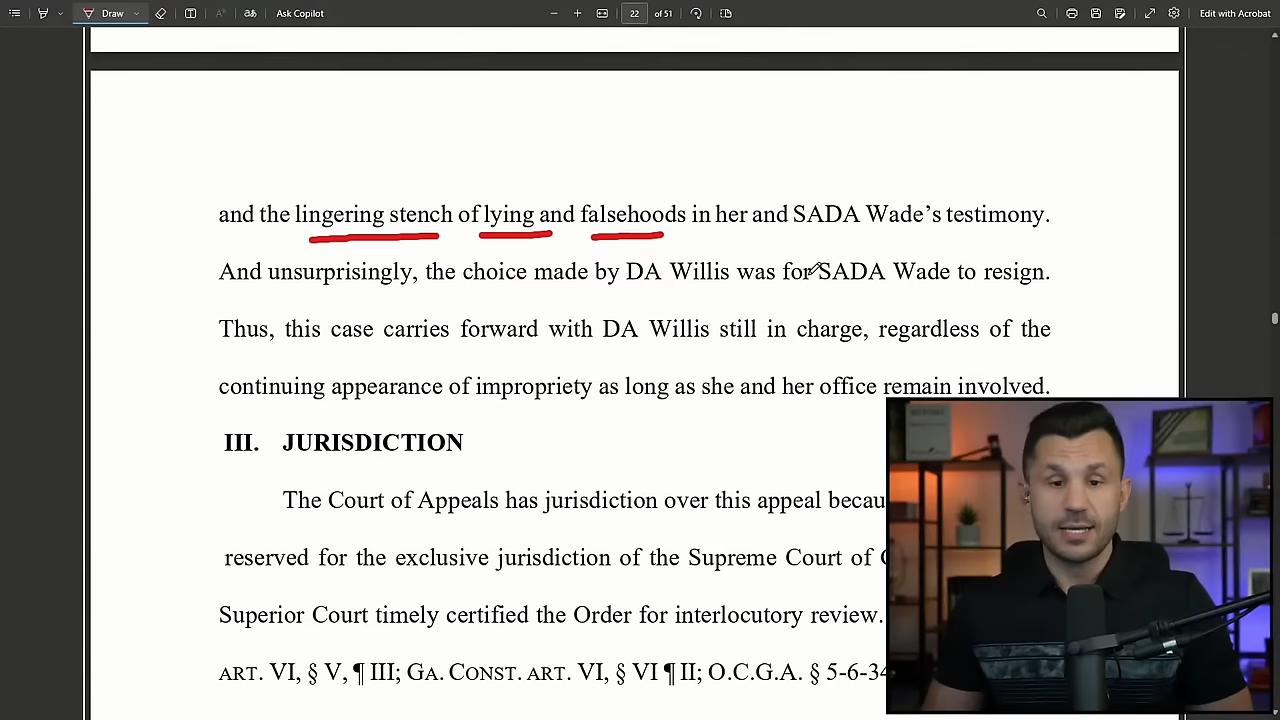 Draw
Ask Copilot
22 of 51
Edit with Acrobat
and the lingering stench of lying and falsehoods in her and SADA Wade’s testimony.
And unsurprisingly, the choice made by DA Willis was for SADA Wade to resign.
Thus, this case carries forward with DA Willis still in charge, regardless of the
continuing appearance of impropriety as long as she and her office remain involved.
III. JURISDICTION
The Court of Appeals has jurisdiction over this appeal becau
reserved for the exclusive jurisdiction of the Supreme Court of
Superior Court timely certified the Order for interlocutory review.
ART. VI, § V, ¶ III; GA. CONST. ART. VI, § VI ¶ II; O.C.G.A. § 5-6-34